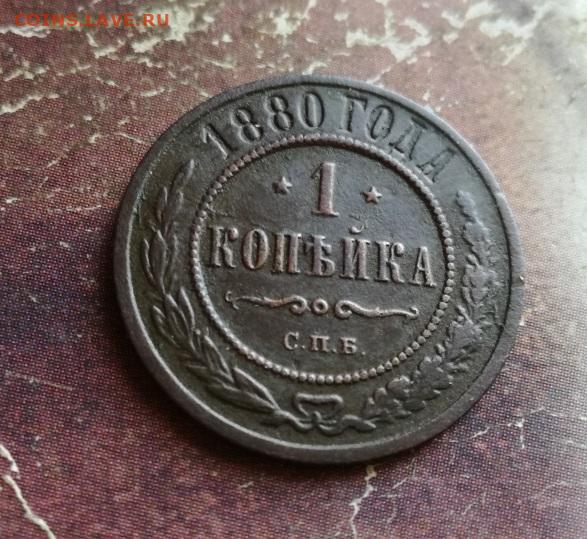 COINS.LAVE.RU
1880 ГОДА
1
КОПѢЙКА
С.П.Б.